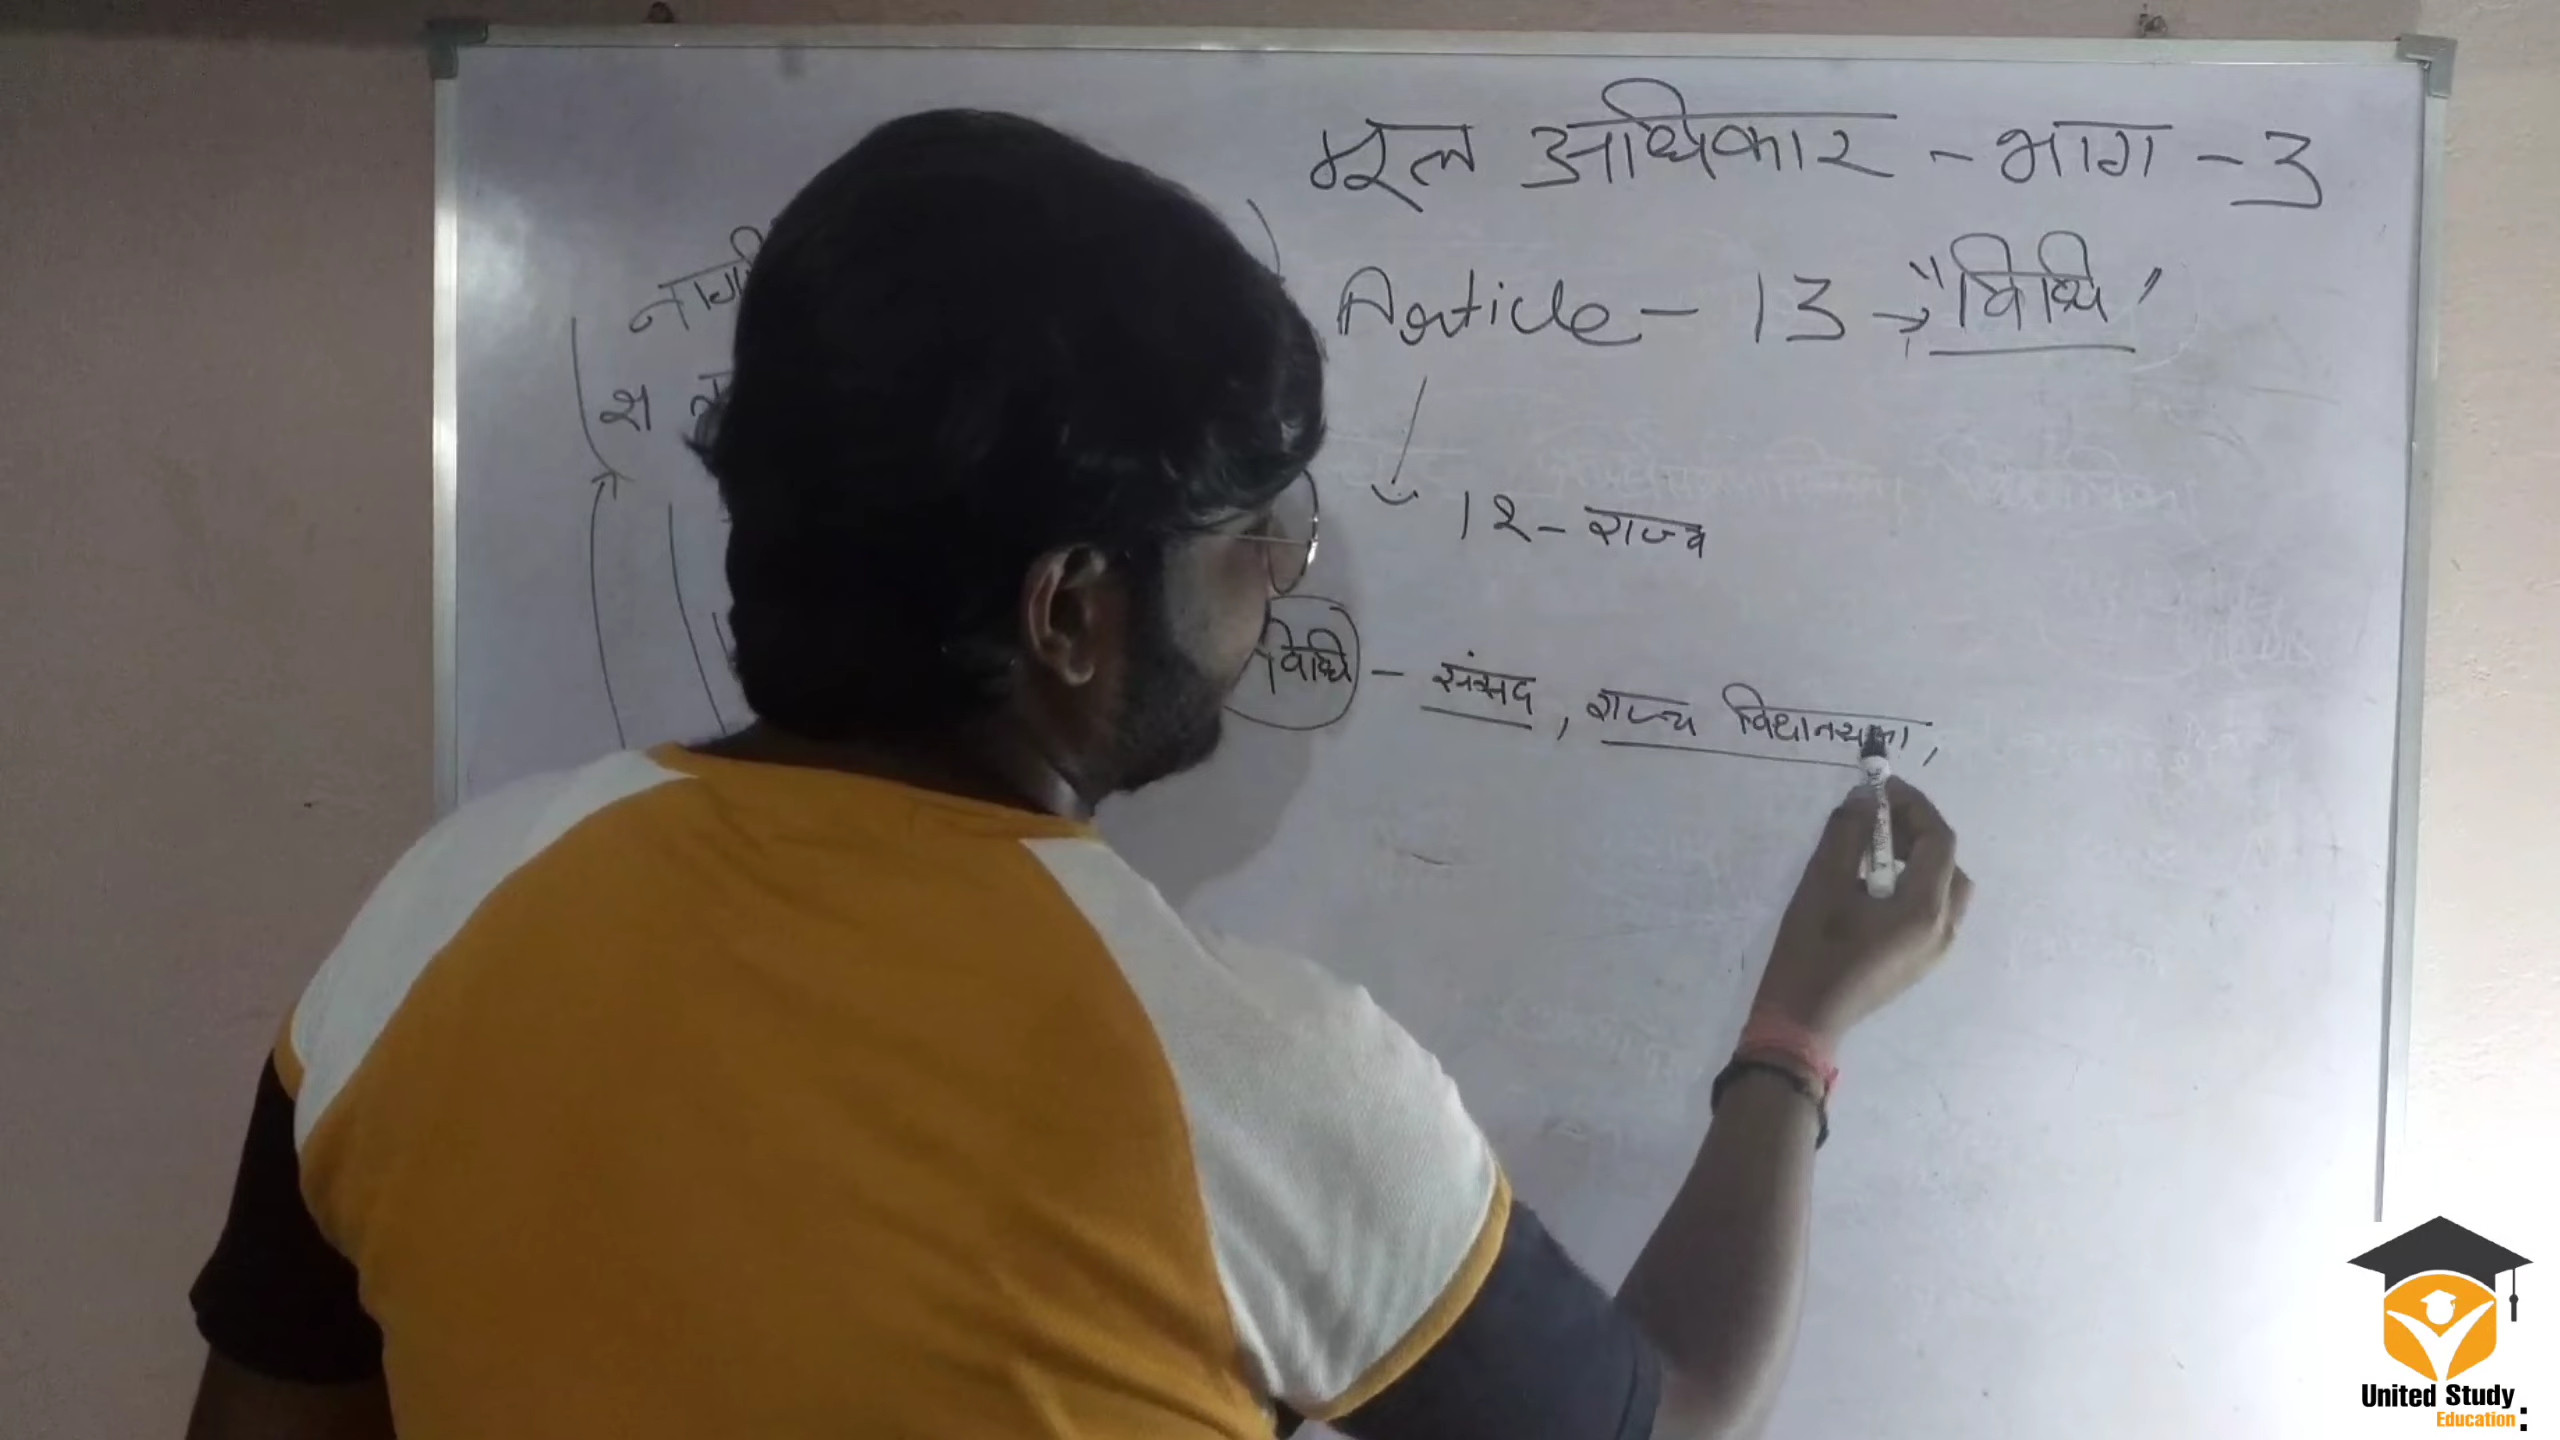 मूल अधिकार - भाग - 3
Article - 13 → "विधि"
12 - राज्य
विधि - संसद, राज्य विधानसभा,
United Study
Education